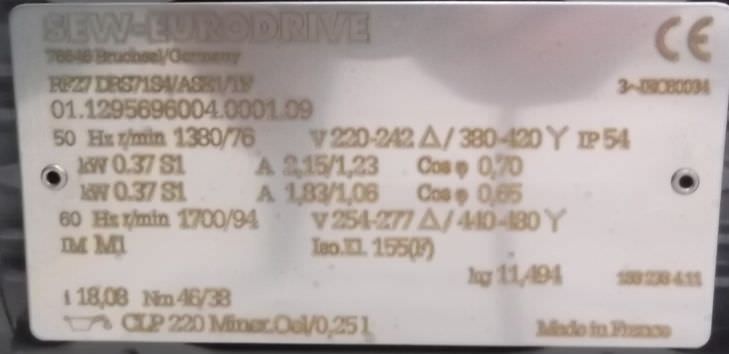 SEW-EURODRIVE CE
76646 Bruchsal/Germany
RF27 DRS71S4/ASE1/TF 3~IEC60034
01.1295696004.0001.09
50 Hz r/min 1380/76 V 220-242 △/ 380-420 Y IP 54
kW 0.37 S1 A 2,15/1,23 Cos φ 0,70
kW 0.37 S1 A 1,83/1,06 Cos φ 0,65
60 Hz r/min 1700/94 V 254-277 △/ 440-480 Y
IM M1 Iso.Kl. 155(F)
kg 11,494
i 18,08 Nm 46/38
CLP 220 Miner.Oel/0,25 l Made in France